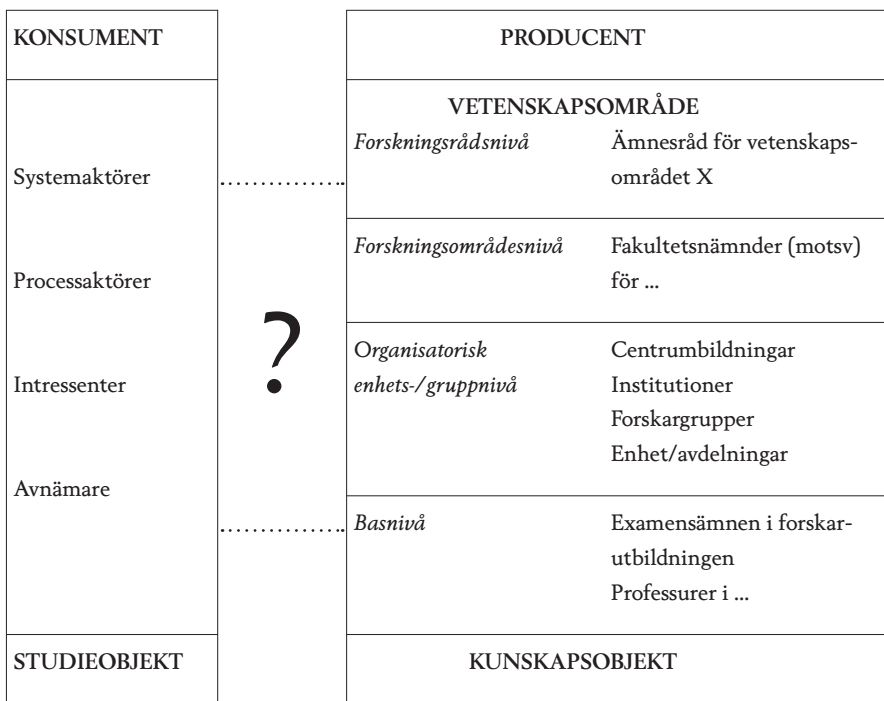 KONSUMENT
PRODUCENT
VETENSKAPSOMRÅDE
Systemaktörer
Processaktörer
Intressenter
Avnämare
...............
?
...............
Forskningsrådsnivå
Ämnesråd för vetenskaps-
området X
Forskningsområdesnivå
Fakultetsnämnder (motsv)
för ...
Organisatorisk
enhets-/gruppnivå
Centrumbildningar
Institutioner
Forskargrupper
Enhet/avdelningar
Basnivå
Examensämnen i forskar-
utbildningen
Professurer i ...
STUDIEOBJEKT
KUNSKAPSOBJEKT